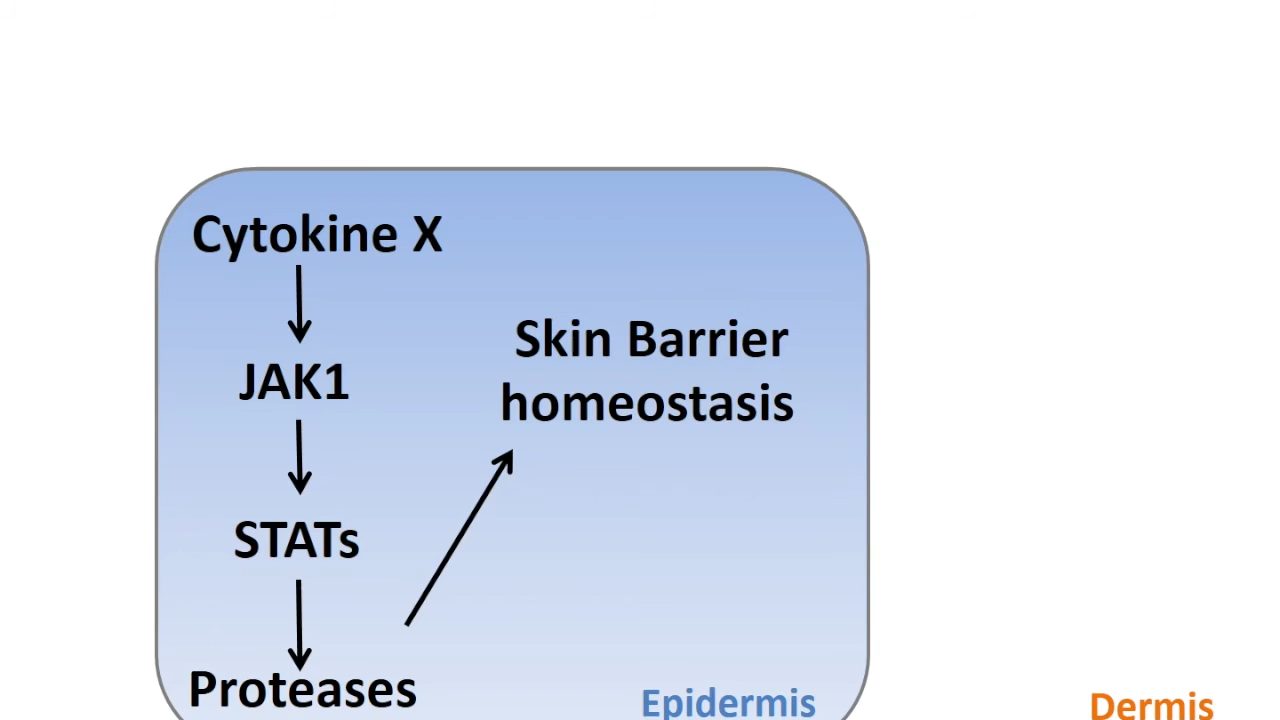 Cytokine X
JAK1
STATs
Proteases
Skin Barrier
homeostasis
Epidermis
Dermis